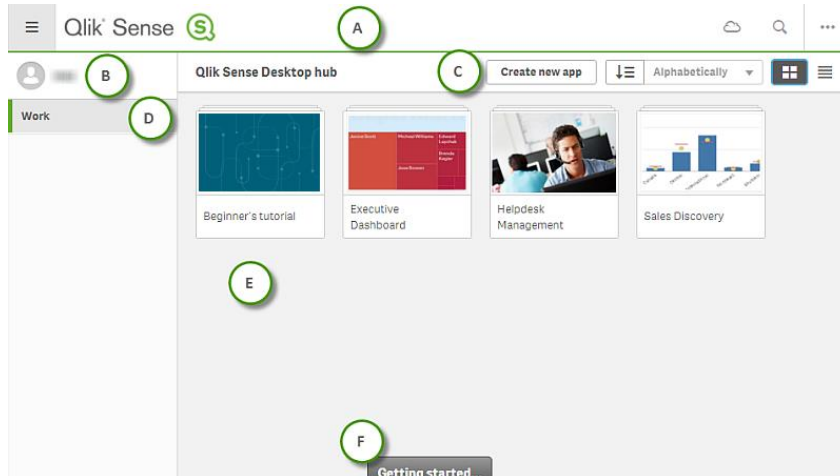 Qlik Sense S
A
B
Qlik Sense Desktop hub
C
Create new app
Alphabetically
Work
D
Beginner's tutorial
Executive
Dashboard
Helpdesk
Management
Sales Discovery
E
F
Getting started